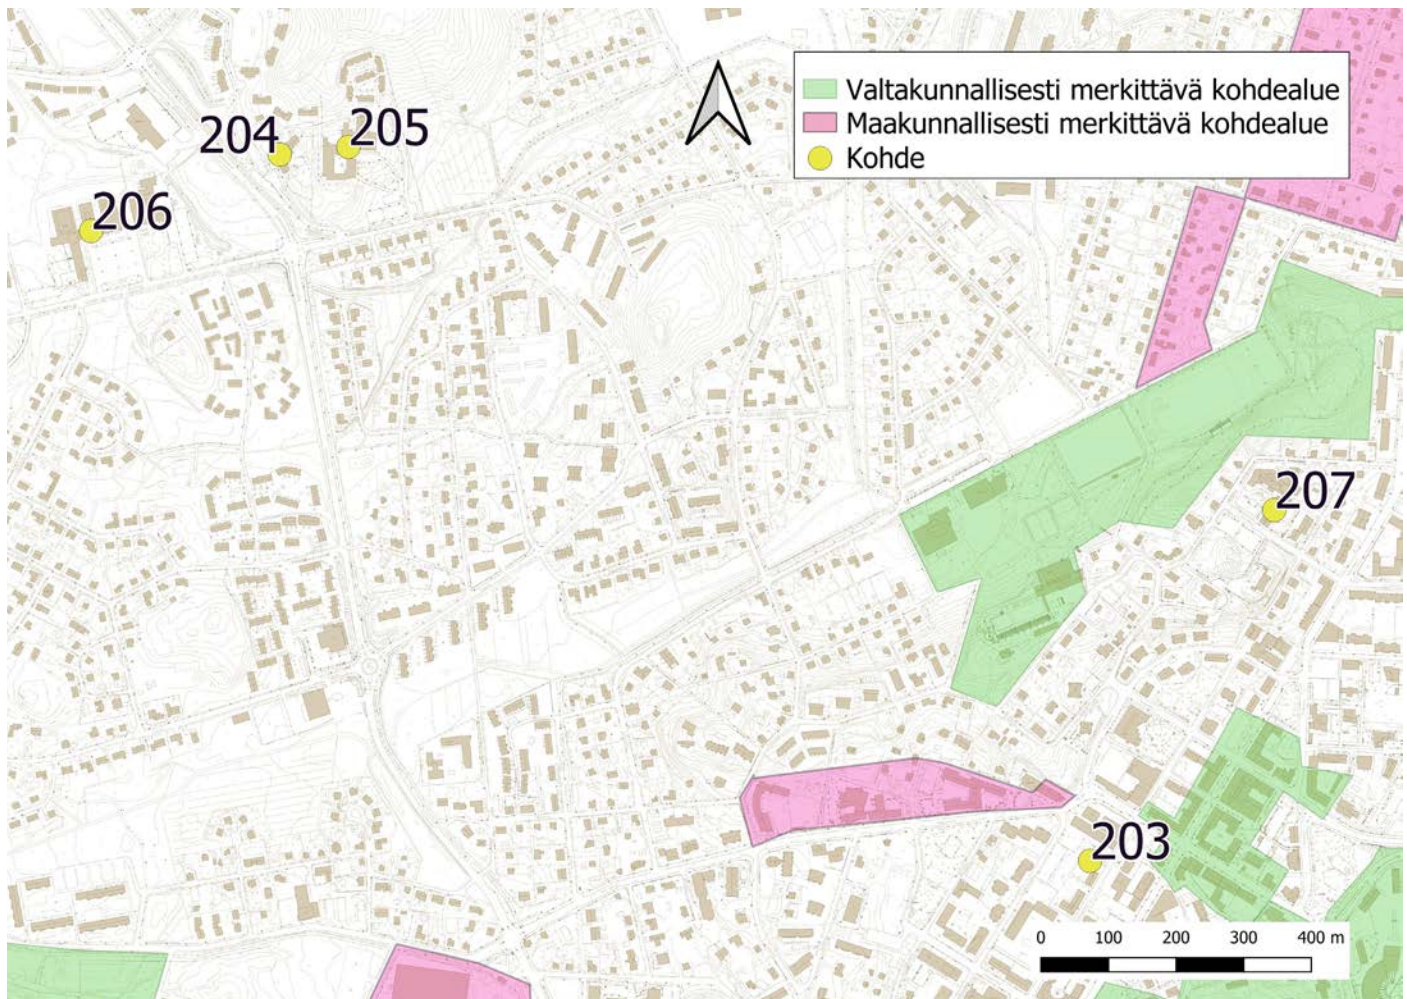 Valtakunnallisesti merkittävä kohdealue
Maakunnallisesti merkittävä kohdealue
Kohde
204
205
206
207
203
0 100 200 300 400 m